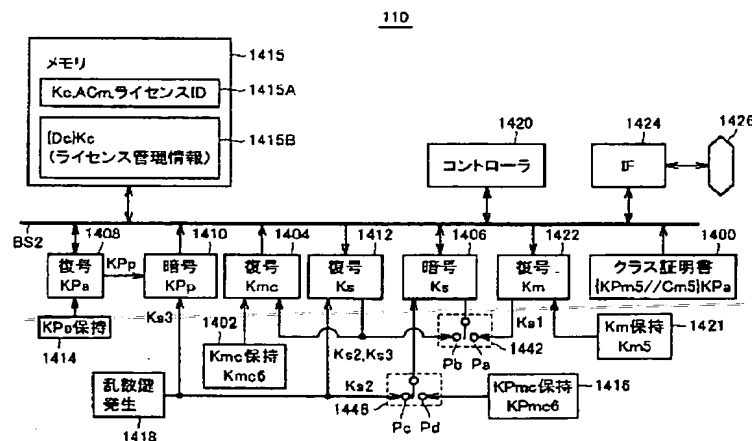 110
メモリ
1415
Kc,ACm,ライセンスID
1415A
{Dc}Kc
(ライセンス管理情報)
1415B
1420
コントローラ
1424
IF
1426
BS2
1408
復号
KPa
KPp
1410
暗号
KPp
1404
復号
Kmc
1412
復号
Ks
1406
暗号
Ks
1422
復号
Km
1400
クラス証明書
{KPm5//Cm5}KPa
KPa保持
1414
Ks3
1402
Kmc保持
Kmc6
Ks2,Ks3
Pb
Pa
Ks1
1442
Km保持
Km5
1421
乱数鍵
発生
1418
Ks2
1446
Pc
Pd
KPmc保持
KPmc6
1416